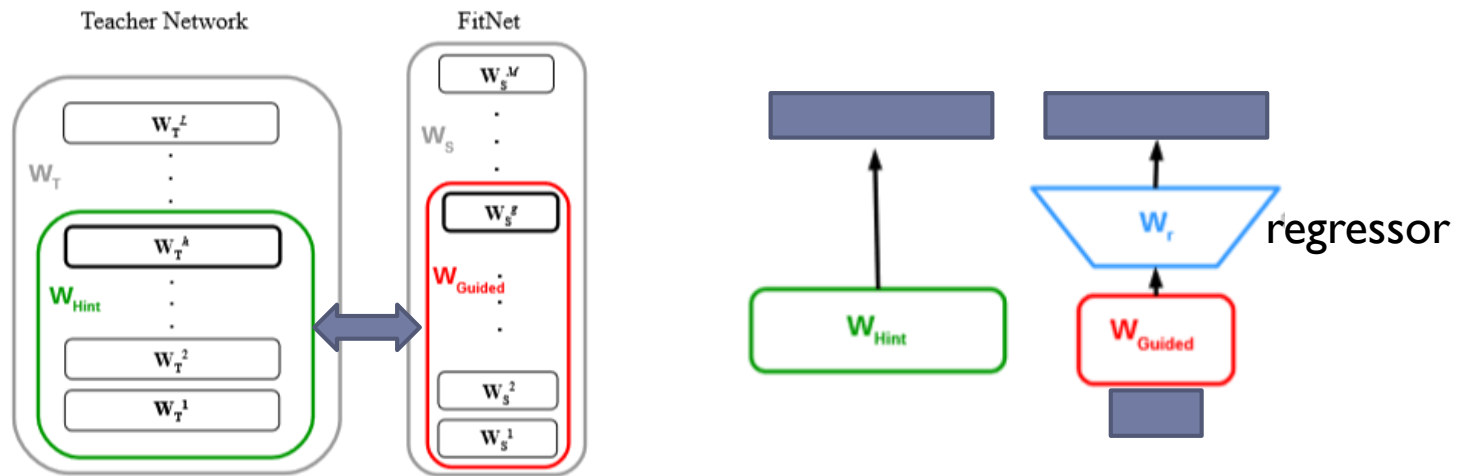 Teacher Network
W_T^L
W_T
W_T^h
W_Hint
W_T^2
W_T^1
FitNet
W_S^M
W_S
W_S^g
W_Guided
W_S^2
W_S^1
W_Hint
W_r
regressor
W_Guided